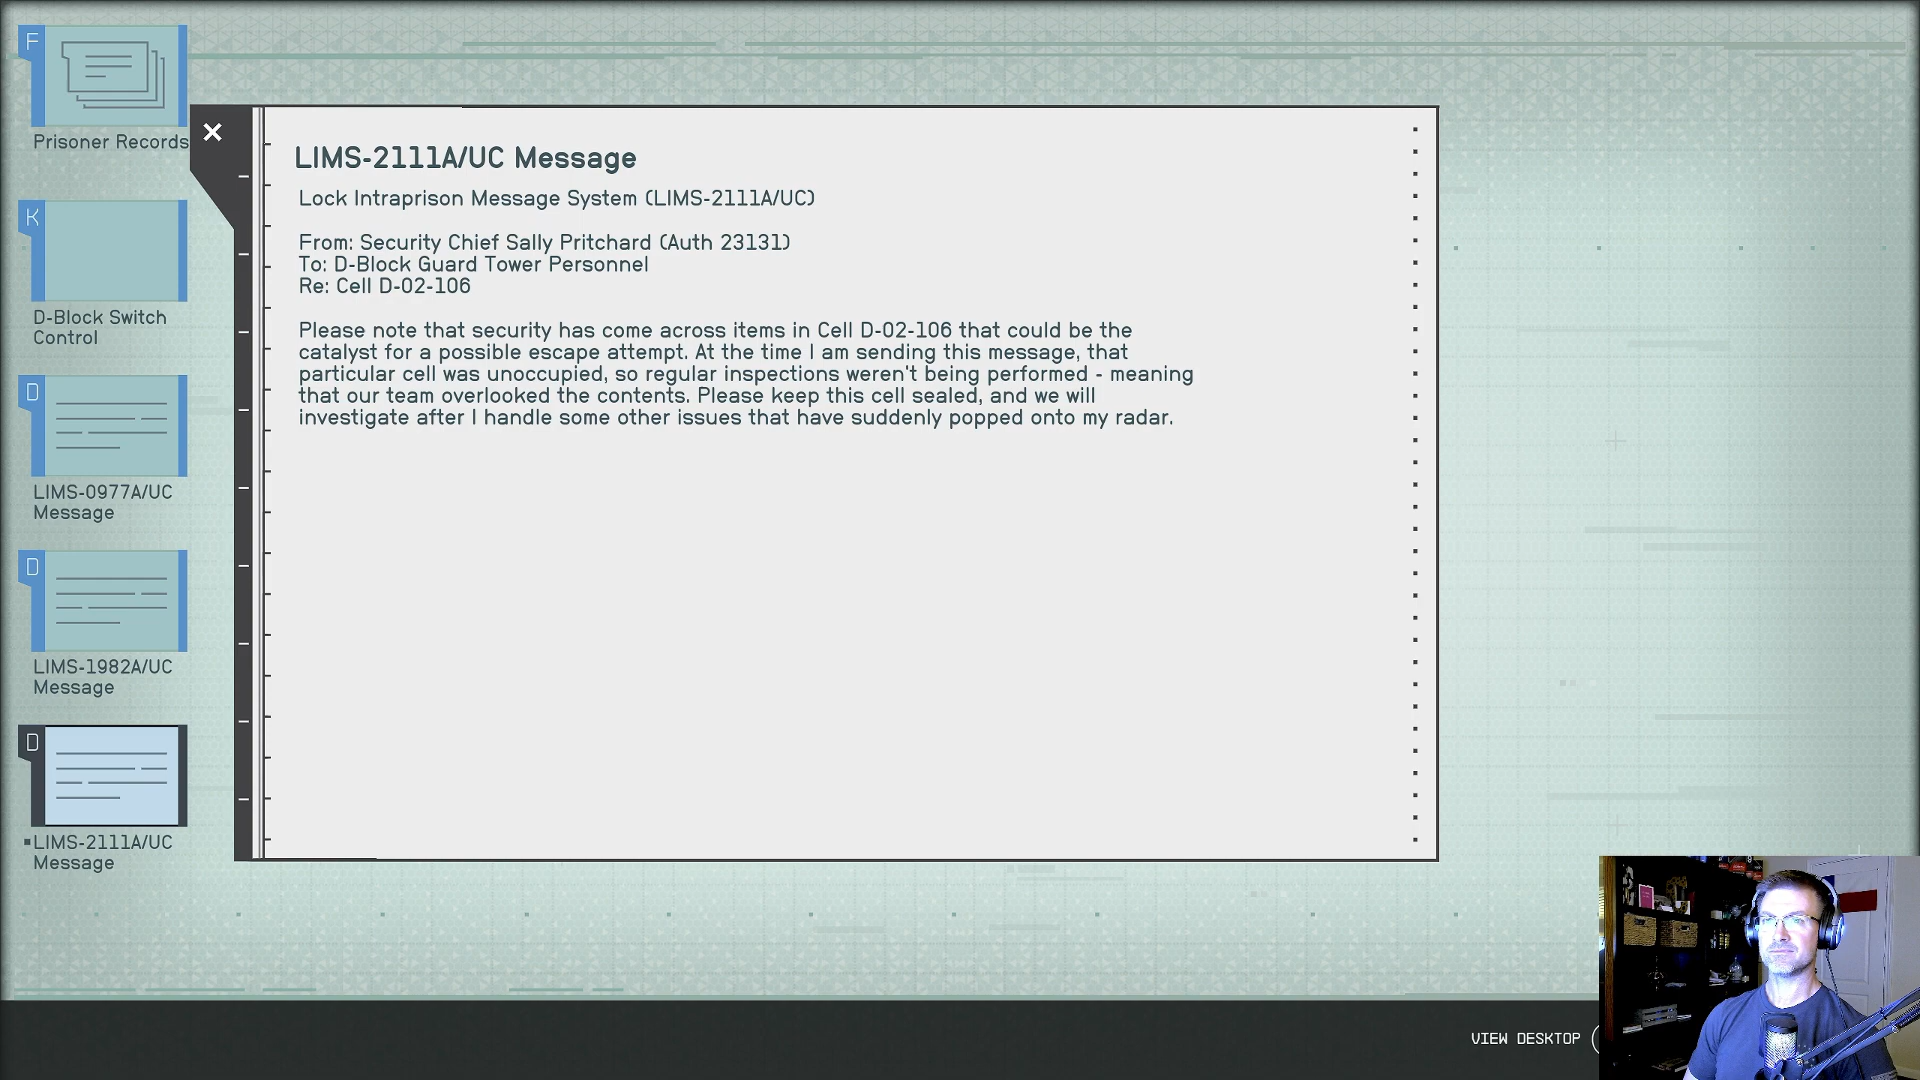 F
Prisoner Records
K
D-Block Switch
Control
D
LIMS-0977A/UC
Message
D
LIMS-1982A/UC
Message
D
LIMS-2111A/UC
Message
LIMS-2111A/UC Message
Lock Intraprison Message System (LIMS-2111A/UC)
From: Security Chief Sally Pritchard (Auth 23131)
To: D-Block Guard Tower Personnel
Re: Cell D-02-106
Please note that security has come across items in Cell D-02-106 that could be the
catalyst for a possible escape attempt. At the time I am sending this message, that
particular cell was unoccupied, so regular inspections weren't being performed - meaning
that our team overlooked the contents. Please keep this cell sealed, and we will
investigate after I handle some other issues that have suddenly popped onto my radar.
VIEW DESKTOP